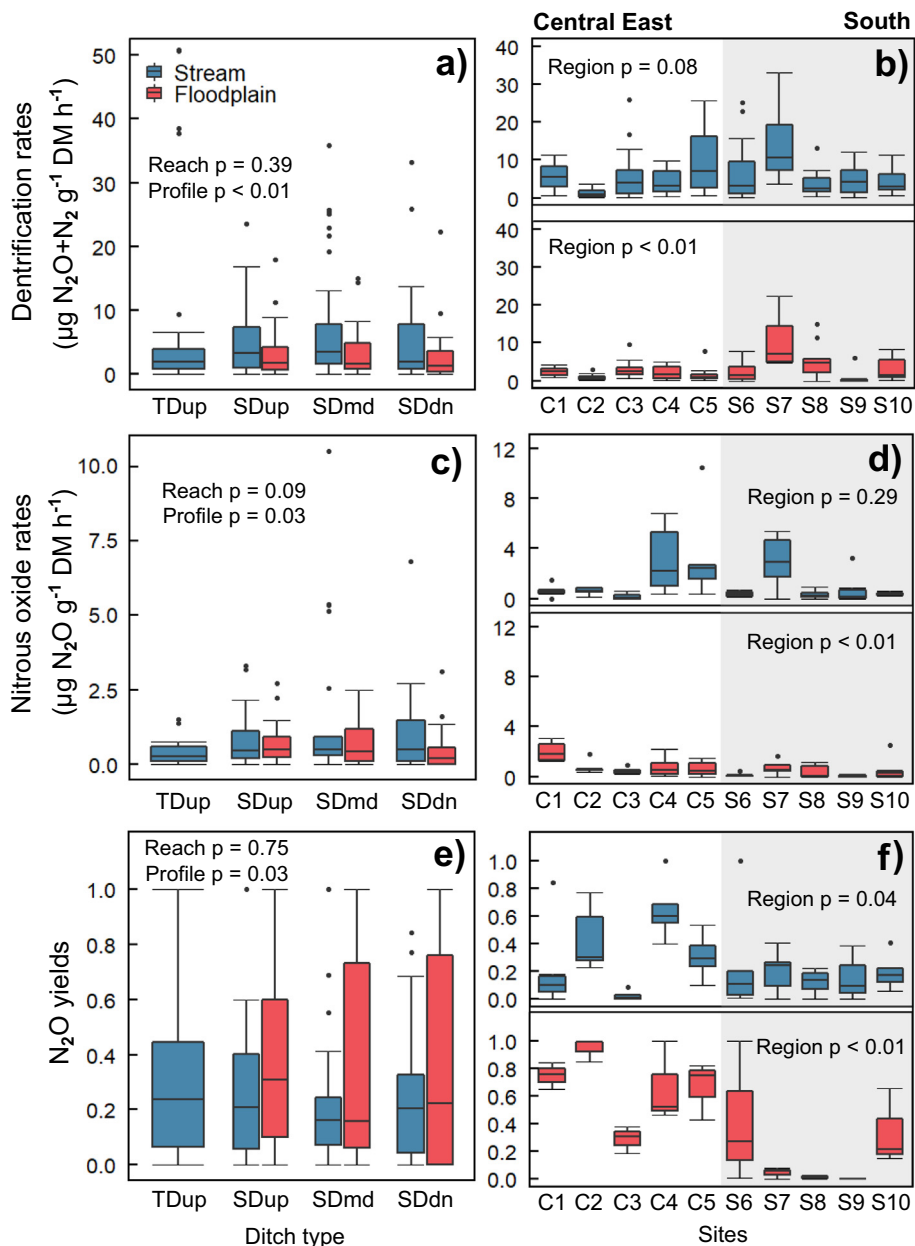 Central East South
a)
Stream
Floodplain
Reach p = 0.39
Profile p < 0.01
Dentrification rates
(µg N₂O+N₂ g⁻¹ DM h⁻¹)
50
40
30
20
10
0
TDup SDup SDmd SDdn
b)
Region p = 0.08
40
30
20
10
0
Region p < 0.01
40
30
20
10
0
C1 C2 C3 C4 C5 S6 S7 S8 S9 S10
c)
Reach p = 0.09
Profile p = 0.03
Nitrous oxide rates
(µg N₂O g⁻¹ DM h⁻¹)
10.0
7.5
5.0
2.5
0.0
TDup SDup SDmd SDdn
d)
Region p = 0.29
12
8
4
0
Region p < 0.01
12
8
4
0
C1 C2 C3 C4 C5 S6 S7 S8 S9 S10
e)
Reach p = 0.75
Profile p = 0.03
N₂O yields
1.0
0.8
0.6
0.4
0.2
0.0
TDup SDup SDmd SDdn
Ditch type
f)
Region p = 0.04
1.0
0.8
0.6
0.4
0.2
0.0
Region p < 0.01
1.0
0.8
0.6
0.4
0.2
0.0
C1 C2 C3 C4 C5 S6 S7 S8 S9 S10
Sites